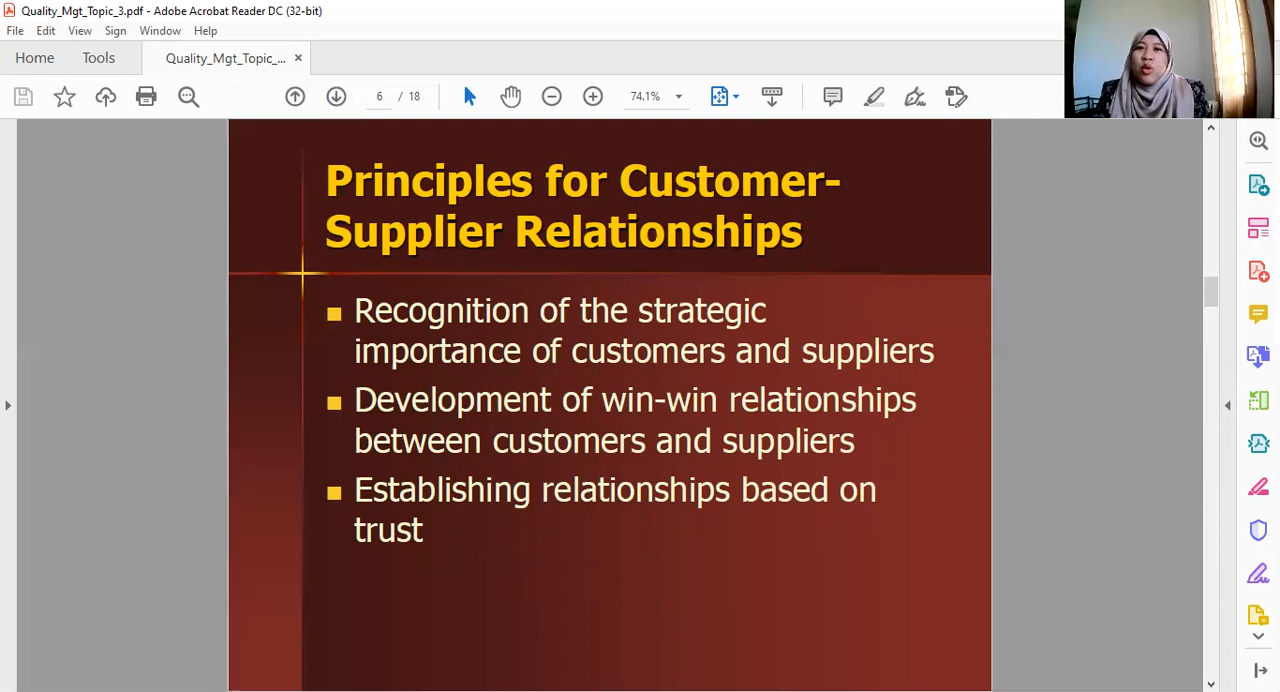 Quality_Mgt_Topic_3.pdf - Adobe Acrobat Reader DC (32-bit)
File Edit View Sign Window Help
Home Tools Quality_Mgt_Topic_... ×
6 / 18 74.1%
Principles for Customer-
Supplier Relationships
Recognition of the strategic
importance of customers and suppliers
Development of win-win relationships
between customers and suppliers
Establishing relationships based on
trust